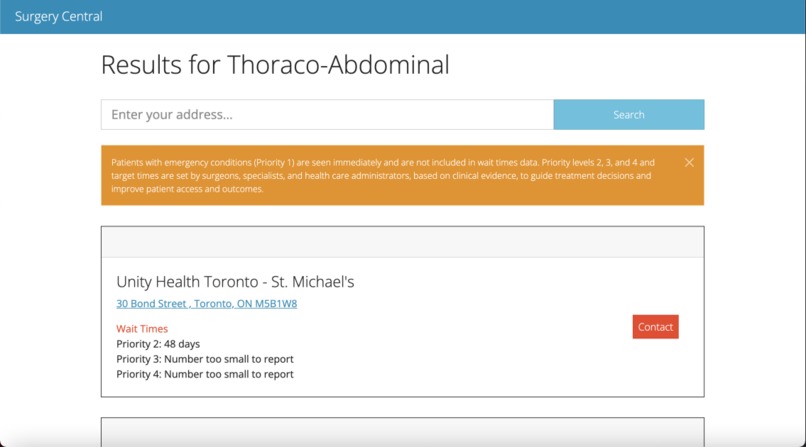 Surgery Central
Results for Thoraco-Abdominal
Enter your address...
Search
Patients with emergency conditions (Priority 1) are seen immediately and are not included in wait times data. Priority levels 2, 3, and 4 and
target times are set by surgeons, specialists, and health care administrators, based on clinical evidence, to guide treatment decisions and
improve patient access and outcomes.
Unity Health Toronto - St. Michael's
30 Bond Street , Toronto, ON M5B1W8
Wait Times
Contact
Priority 2: 48 days
Priority 3: Number too small to report
Priority 4: Number too small to report